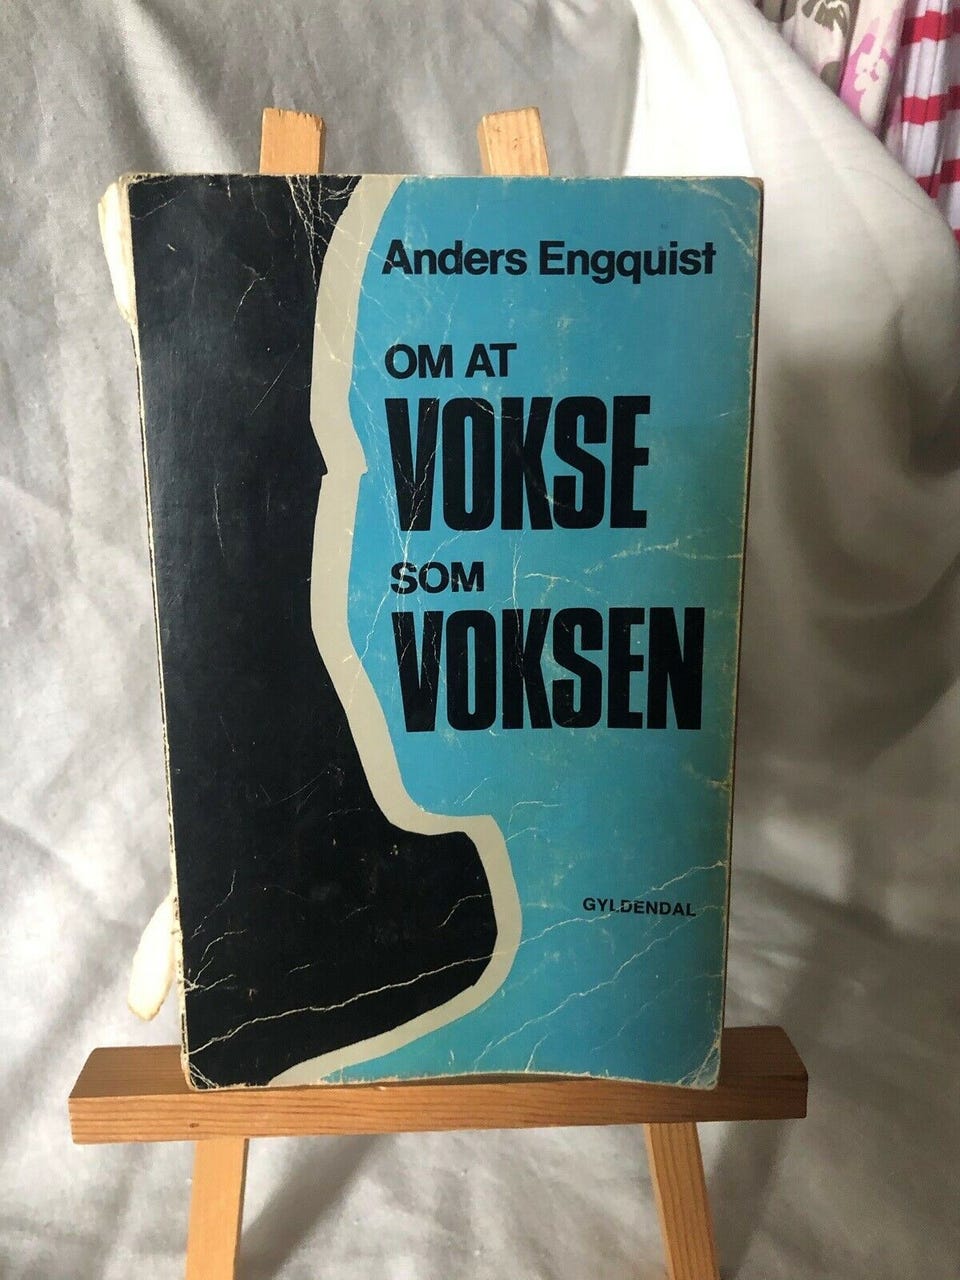 Anders Engquist
OM AT
VOKSE
SOM
VOKSEN
GYLDENDAL